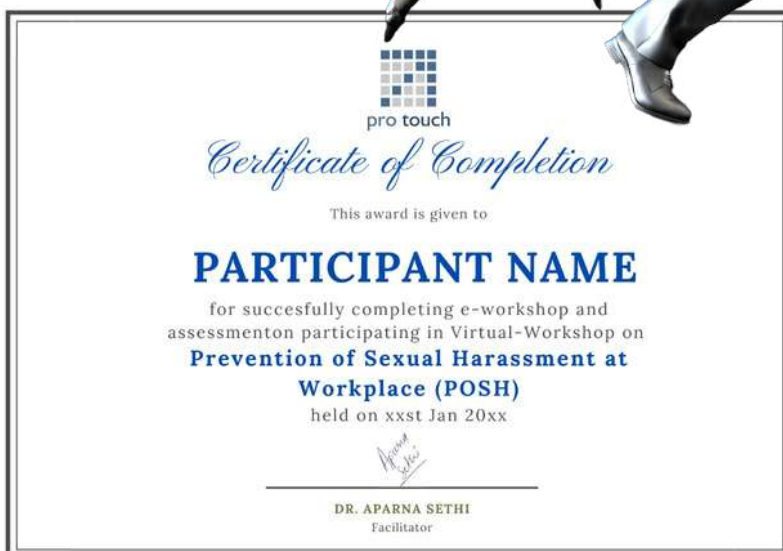 pro touch
Certificate of Completion
This award is given to
PARTICIPANT NAME
for succesfully completing e-workshop and
assessmenton participating in Virtual-Workshop on
Prevention of Sexual Harassment at
Workplace (POSH)
held on xxst Jan 20xx
Aparna
Sethi
DR. APARNA SETHI
Facilitator